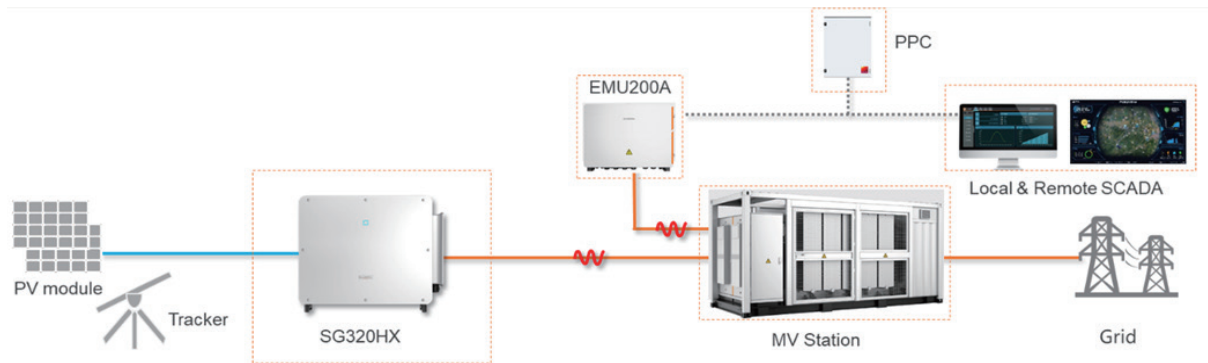 PPC
EMU200A
Local & Remote SCADA
PV module
Tracker
SG320HX
MV Station
Grid